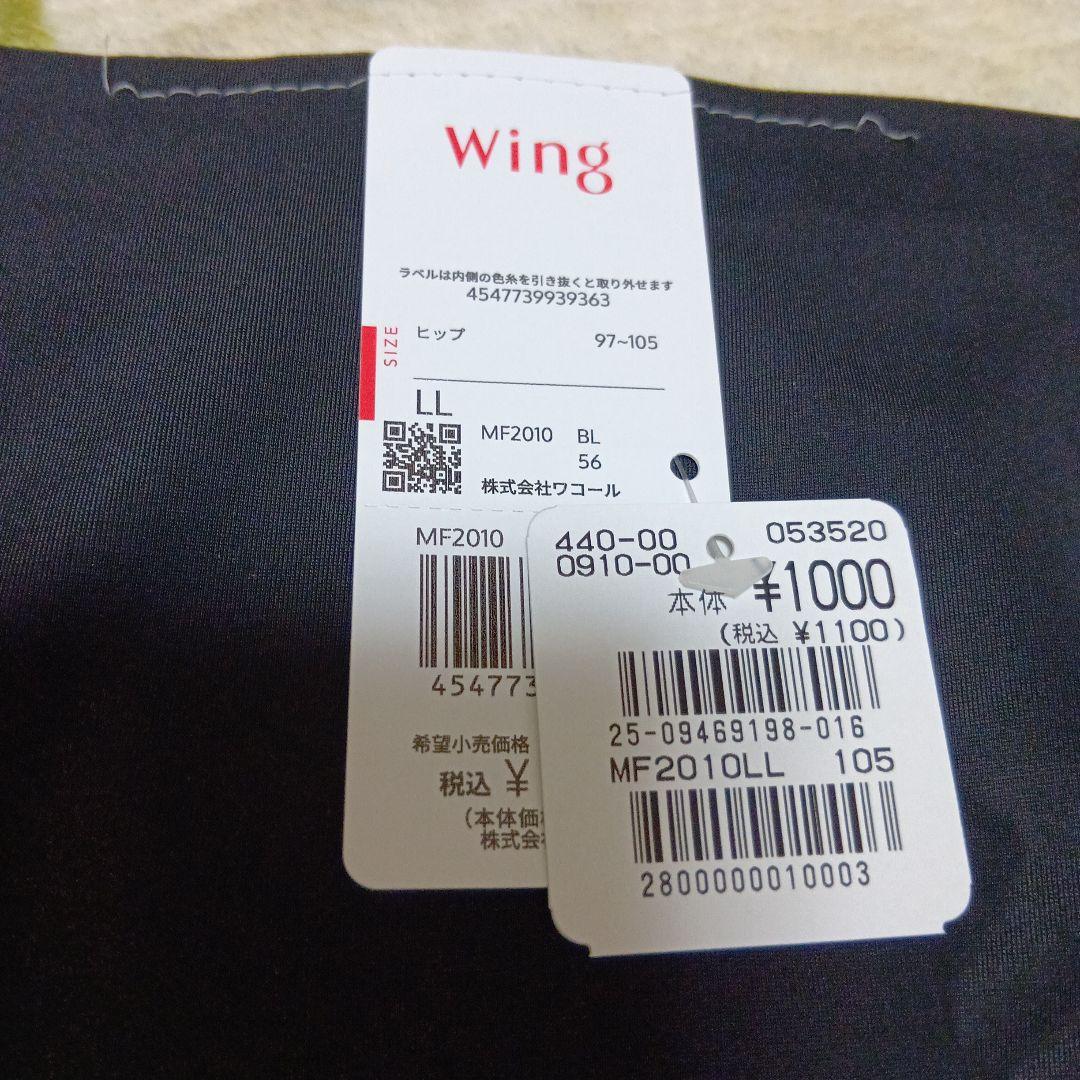 Wing
ラベルは内側の色糸を引き抜くと取り外せます
4547739939363
SIZE
ヒップ 97~105
LL
MF2010 BL
56
株式会社ワコール
MF2010
454773
希望小売価格
税込 ¥
(本体価
株式会
440-00 053520
0910-00
本体 ¥1000
(税込 ¥1100)
25-09469198-016
MF2010LL 105
2800000010003